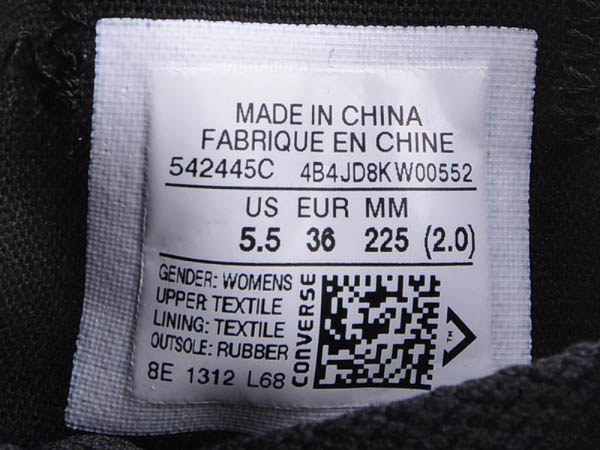 MADE IN CHINA
FABRIQUE EN CHINE
542445C 4B4JD8KW00552
US EUR MM
5.5 36 225 (2.0)
GENDER: WOMENS
UPPER: TEXTILE
LINING: TEXTILE
OUTSOLE: RUBBER
8E 1312 L68
CONVERSE
™